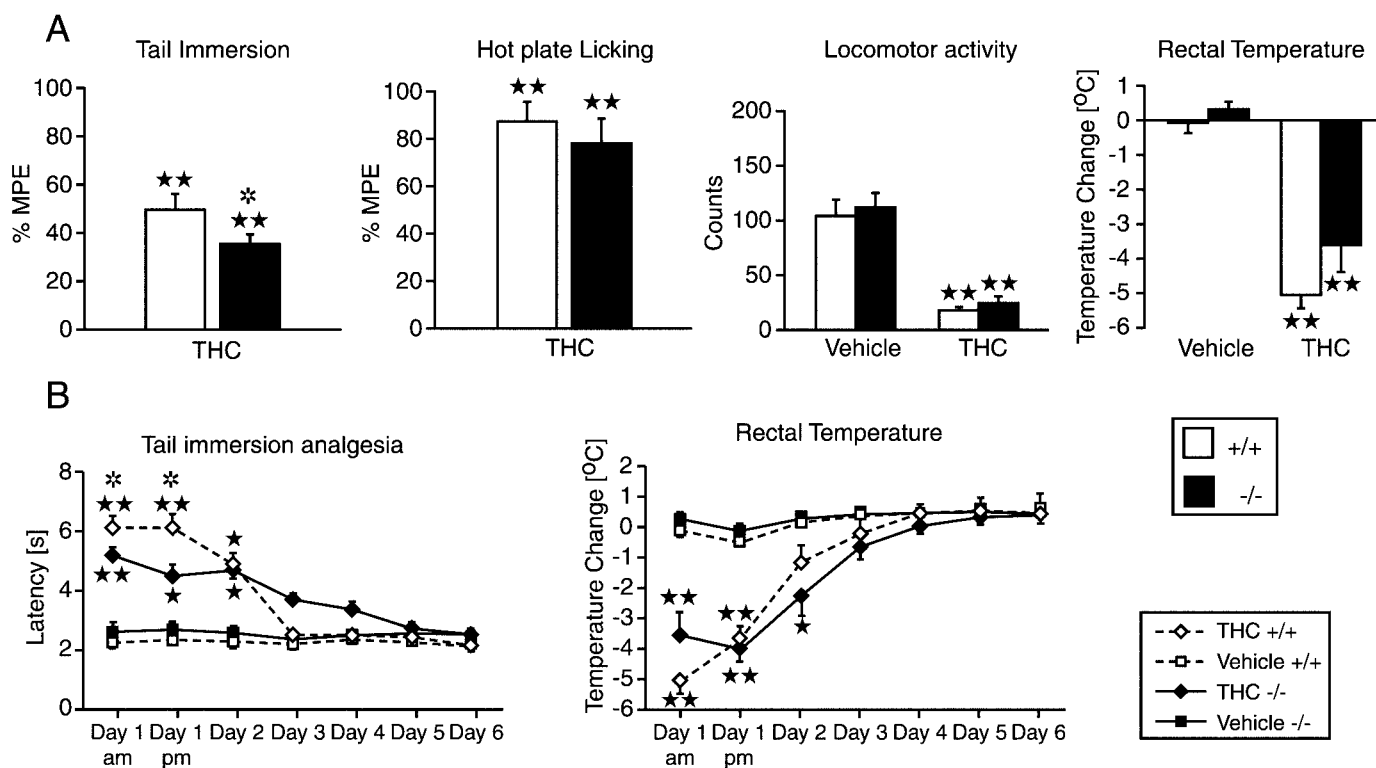 A
Tail Immersion
% MPE
100
80
60
40
20
0
★★
✲
★★
THC
Hot plate Licking
% MPE
100
80
60
40
20
0
★★
★★
THC
Locomotor activity
Counts
200
150
100
50
0
★★ ★★
Vehicle THC
Rectal Temperature
Temperature Change [ºC]
1
0
-1
-2
-3
-4
-5
-6
★★
★★
Vehicle THC
B
Tail immersion analgesia
Latency [s]
8
6
4
2
0
✲ ✲
★★ ★★
★
★★ ★ ★
Day 1 am
Day 1 pm
Day 2
Day 3
Day 4
Day 5
Day 6
Rectal Temperature
Temperature Change [ºC]
2
1
0
-1
-2
-3
-4
-5
-6
★★ ★★
★
★★
★★
Day 1 am
Day 1 pm
Day 2
Day 3
Day 4
Day 5
Day 6
+/+
-/-
THC +/+
Vehicle +/+
THC -/-
Vehicle -/-